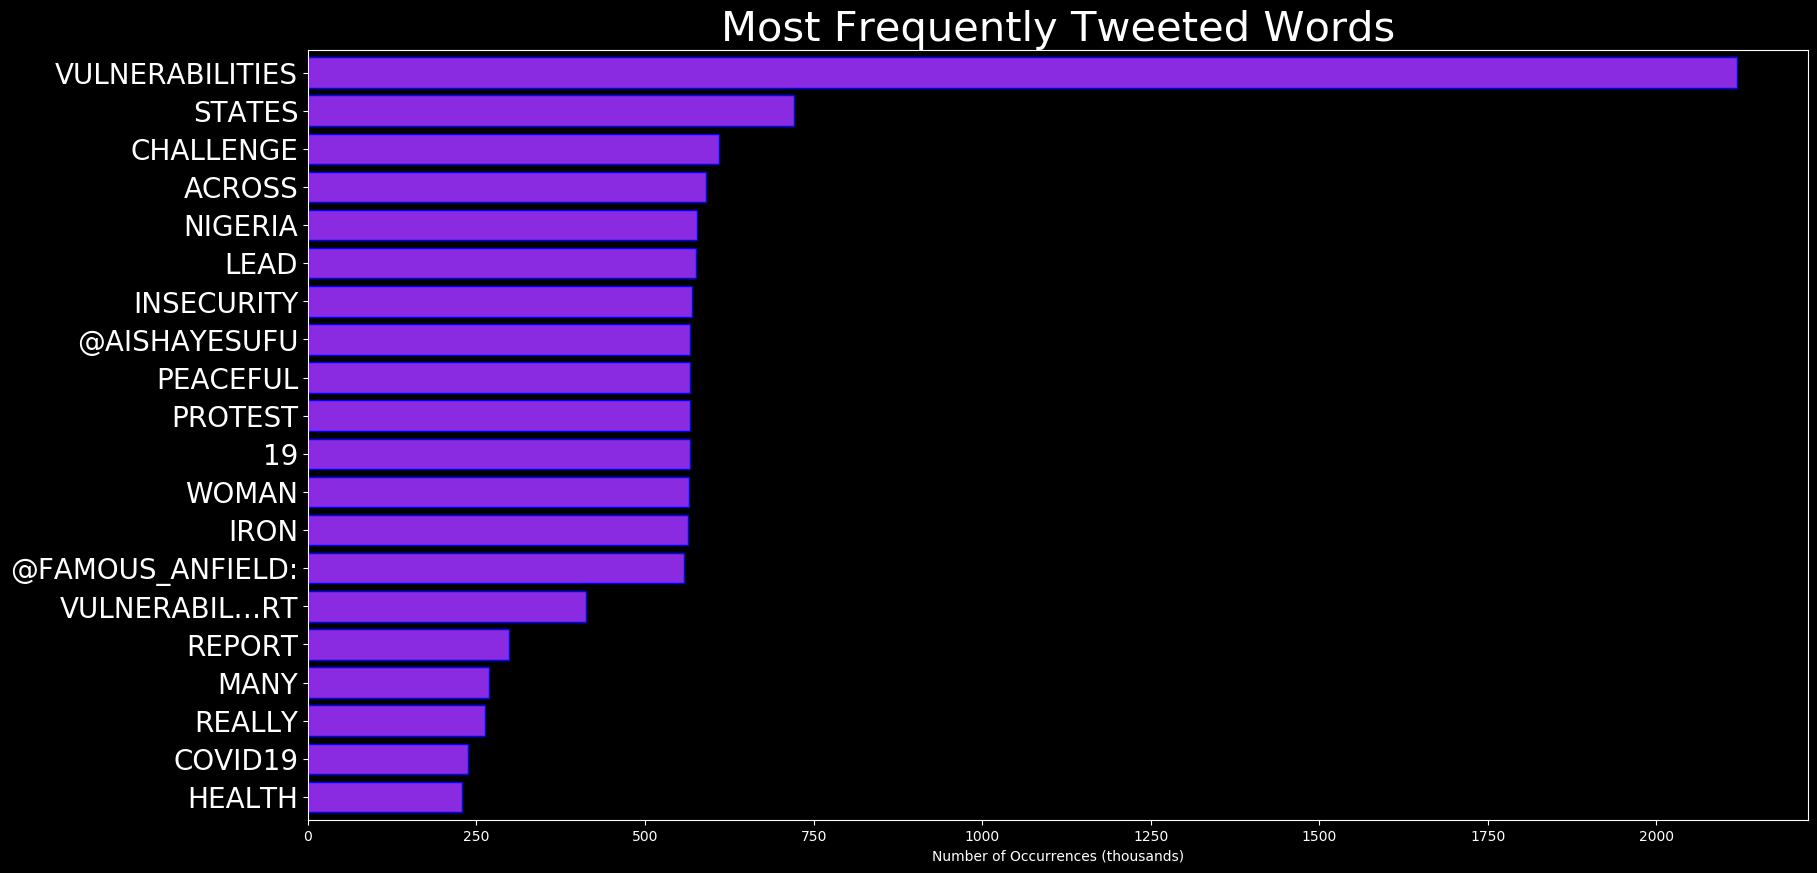 Most Frequently Tweeted Words
VULNERABILITIES
STATES
CHALLENGE
ACROSS
NIGERIA
LEAD
INSECURITY
@AISHAYESUFU
PEACEFUL
PROTEST
19
WOMAN
IRON
@FAMOUS_ANFIELD:
VULNERABIL…RT
REPORT
MANY
REALLY
COVID19
HEALTH
0 250 500 750 1000 1250 1500 1750 2000
Number of Occurrences (thousands)